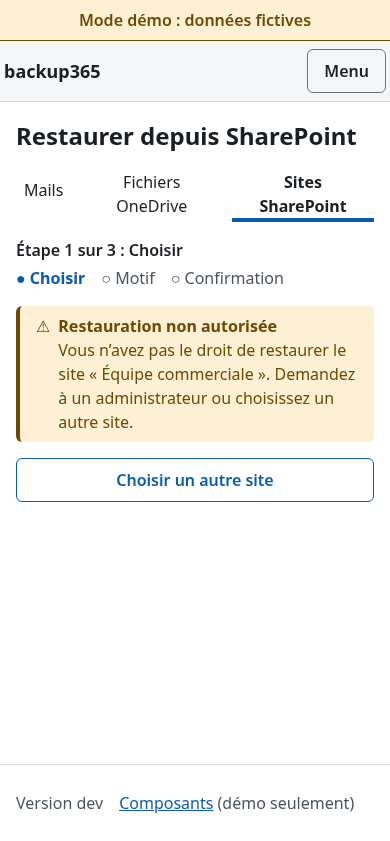 Mode démo : données fictives
backup365
Menu
Restaurer depuis SharePoint
Mails
Fichiers
OneDrive
Sites
SharePoint
Étape 1 sur 3 : Choisir
● Choisir ○ Motif ○ Confirmation
⚠ Restauration non autorisée
Vous n’avez pas le droit de restaurer le
site « Équipe commerciale ». Demandez
à un administrateur ou choisissez un
autre site.
Choisir un autre site
Version dev Composants (démo seulement)